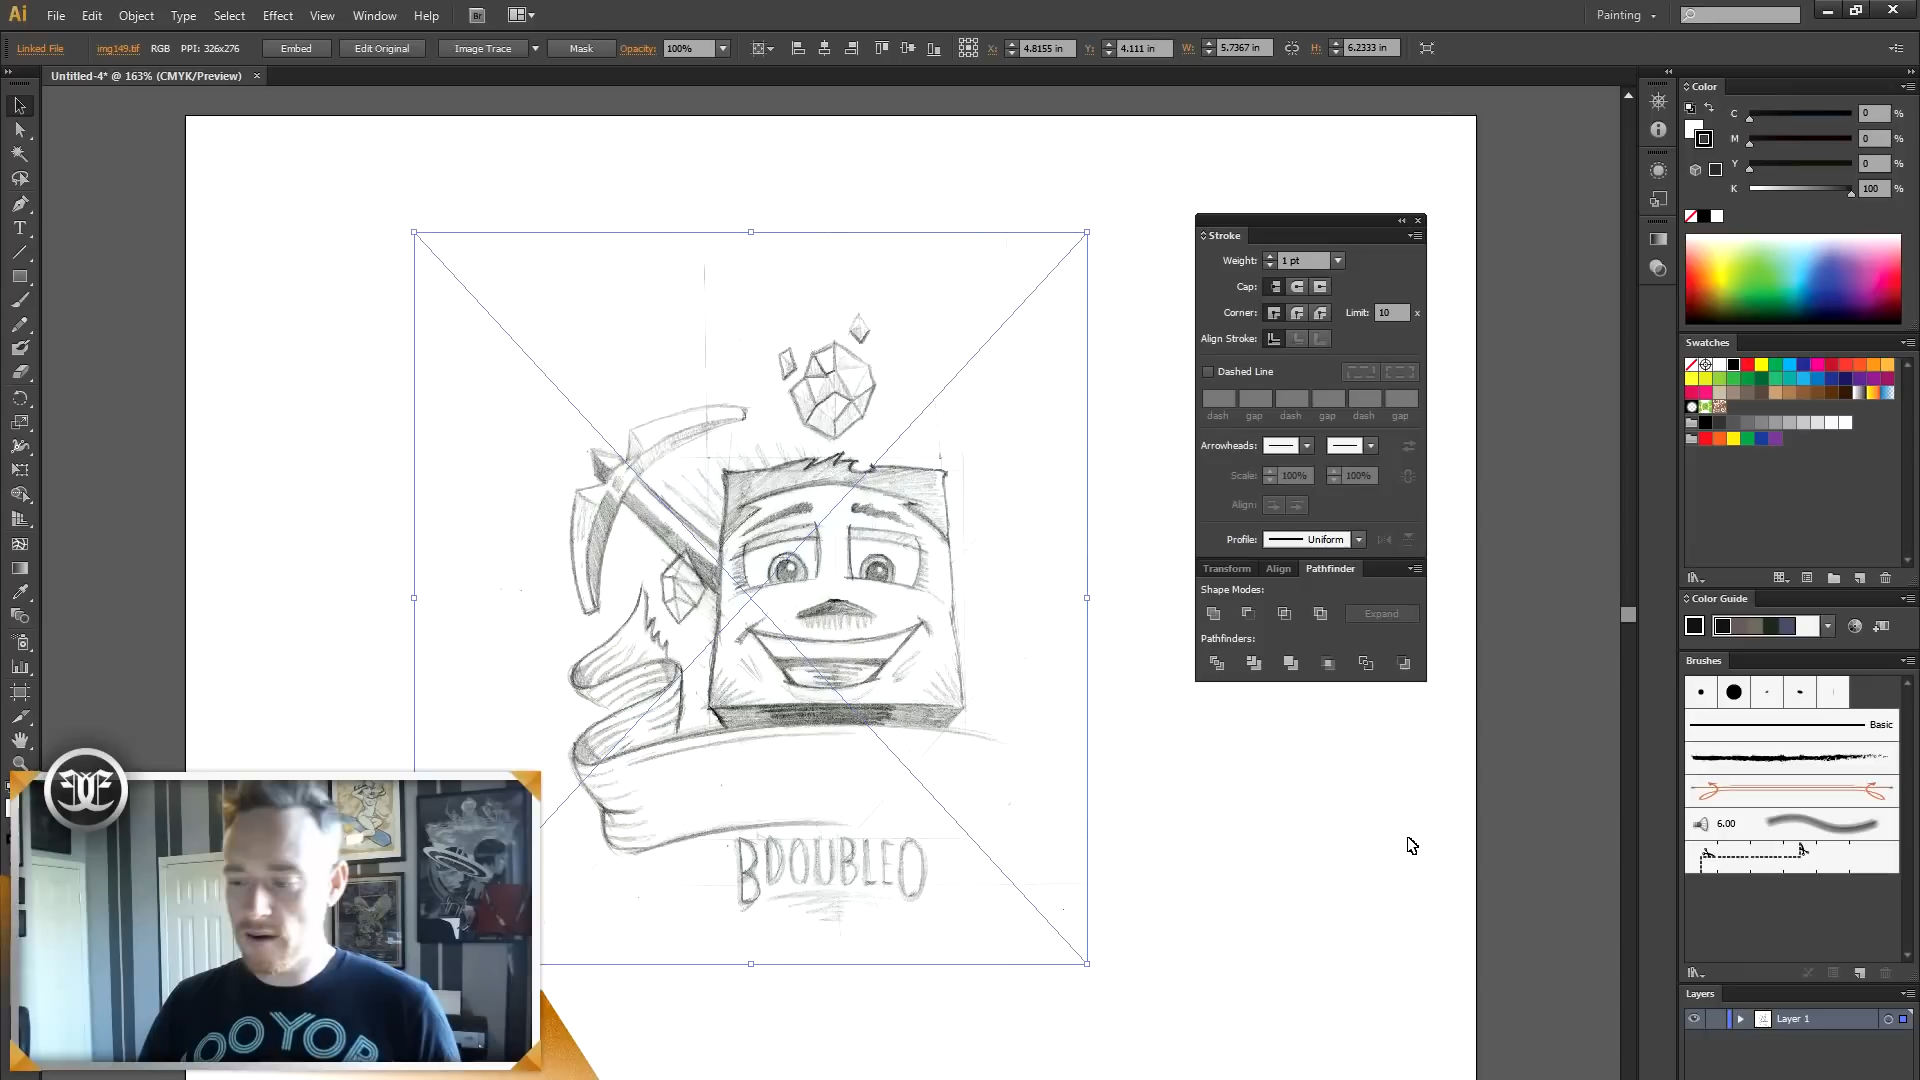 Ai File Edit Object Type Select Effect View Window Help Br Painting
Linked File img149.tif RGB PPI: 326x276 Embed Edit Original Image Trace Mask Opacity: 100% X: 4.8155 in Y: 4.111 in W: 5.7367 in H: 6.2333 in
Untitled-4* @ 163% (CMYK/Preview)
Color
C 0 %
M 0 %
Y 0 %
K 100 %
Stroke
Weight: 1 pt
Cap:
Corner: Limit: 10 x
Align Stroke:
Dashed Line
dash gap dash gap dash gap
Arrowheads:
Scale: 100% 100%
Align:
Profile: Uniform
Transform Align Pathfinder
Shape Modes:
Expand
Pathfinders:
Swatches
Color Guide
Brushes
Basic
6.00
Layers
Layer 1
BDOUBLEO
OO YOR